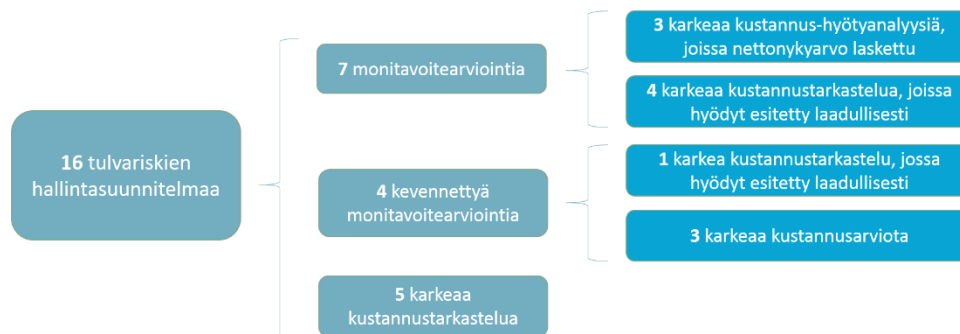 16 tulvariskien
hallintasuunnitelmaa
7 monitavoitearviointia
3 karkeaa kustannus-hyötyanalyysiä,
joissa nettonykyarvo laskettu
4 karkeaa kustannustarkastelua, joissa
hyödyt esitetty laadullisesti
4 kevennettyä
monitavoitearviointia
1 karkea kustannustarkastelu, jossa
hyödyt esitetty laadullisesti
3 karkeaa kustannusarviota
5 karkeaa
kustannustarkastelua